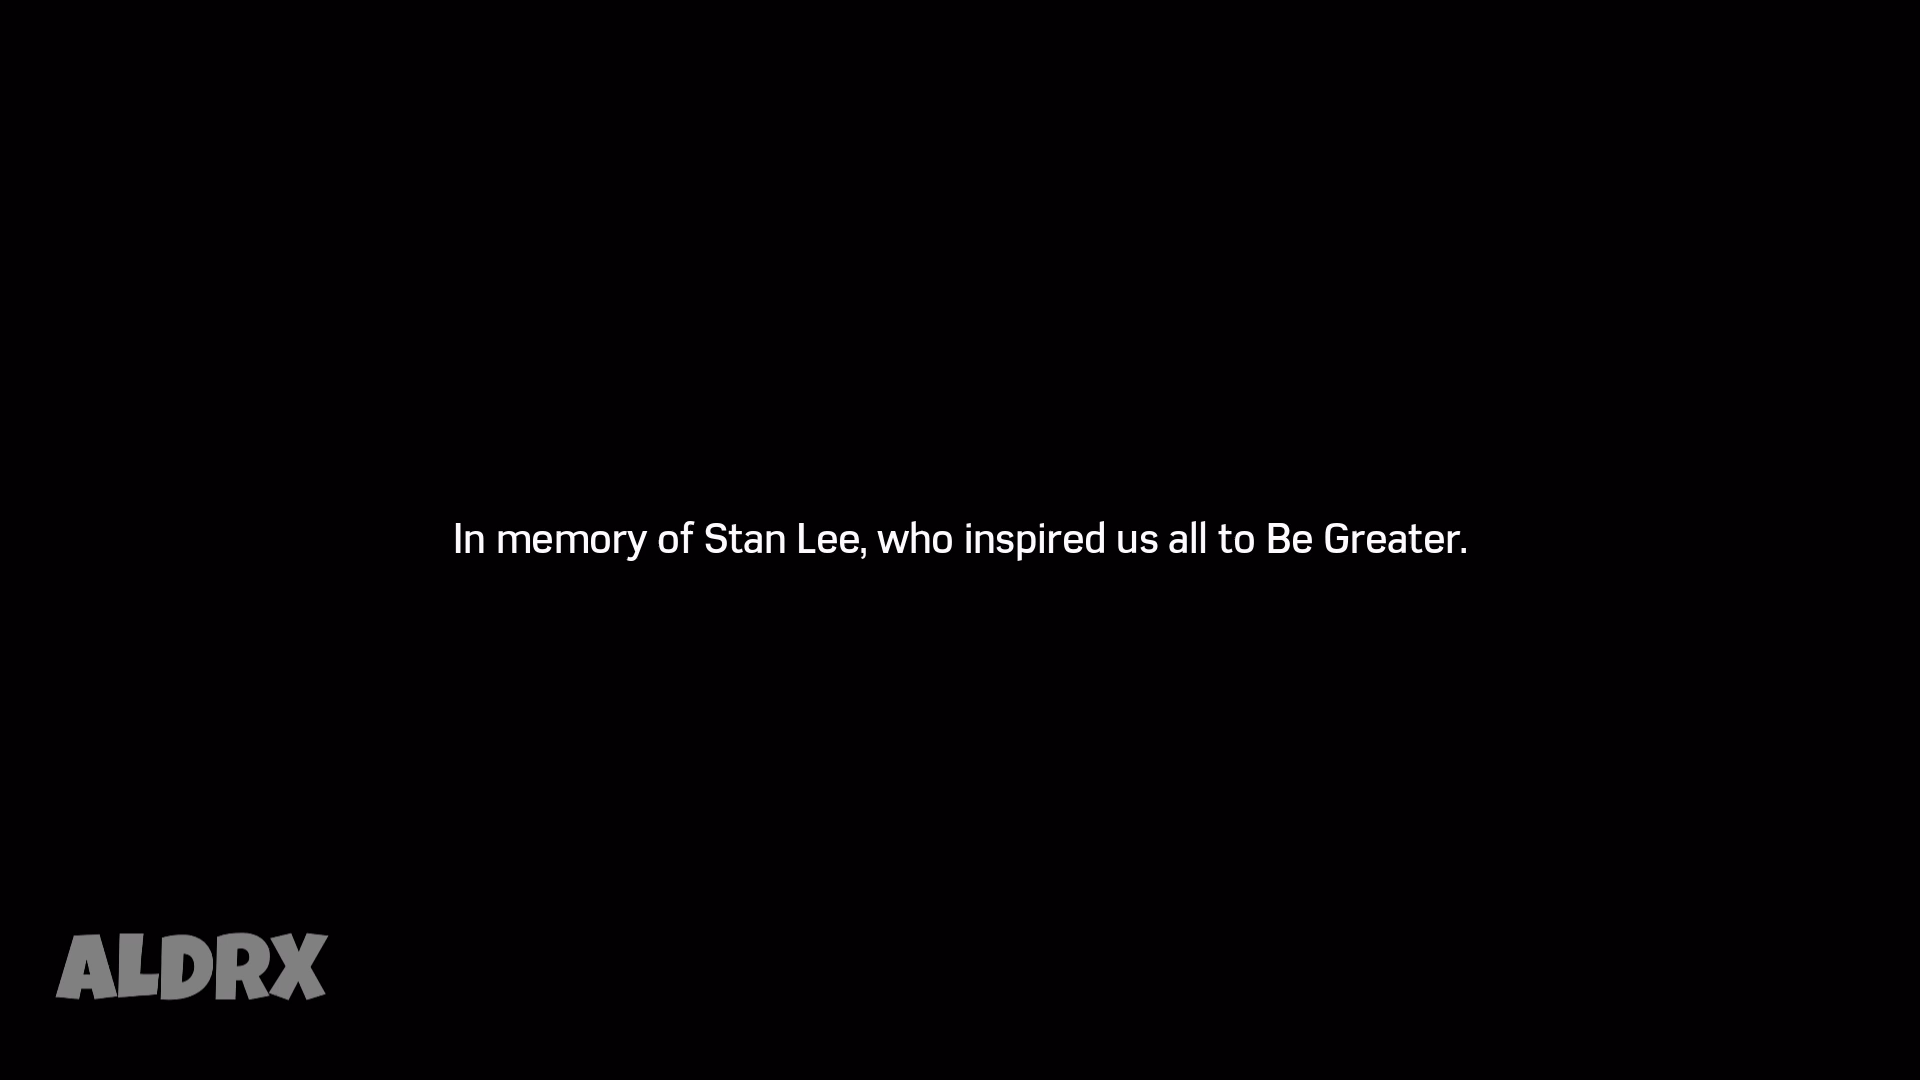 In memory of Stan Lee, who inspired us all to Be Greater.
ALDRX